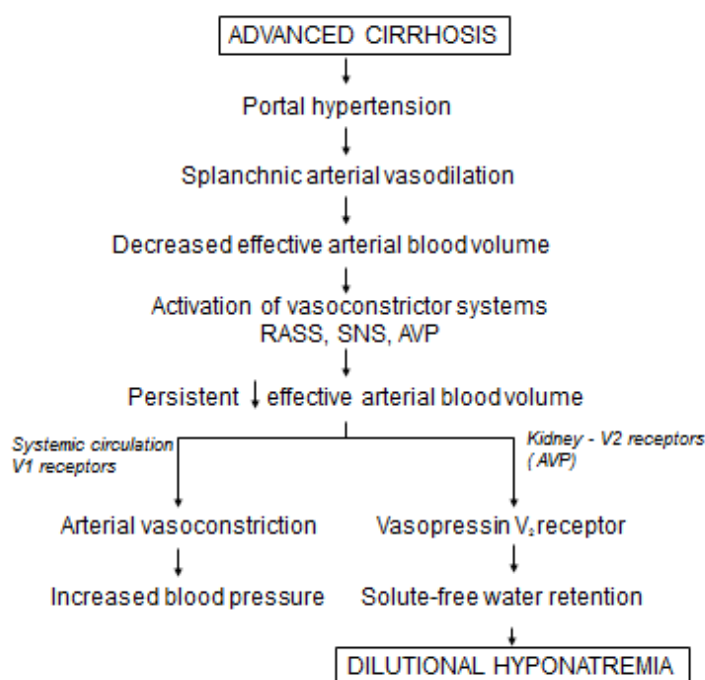 ADVANCED CIRRHOSIS
Portal hypertension
Splanchnic arterial vasodilation
Decreased effective arterial blood volume
Activation of vasoconstrictor systems
RASS, SNS, AVP
Persistent ↓ effective arterial blood volume
Systemic circulation
V1 receptors
Kidney - V2 receptors
(AVP)
Arterial vasoconstriction
Vasopressin V₂ receptor
Increased blood pressure
Solute-free water retention
DILUTIONAL HYPONATREMIA